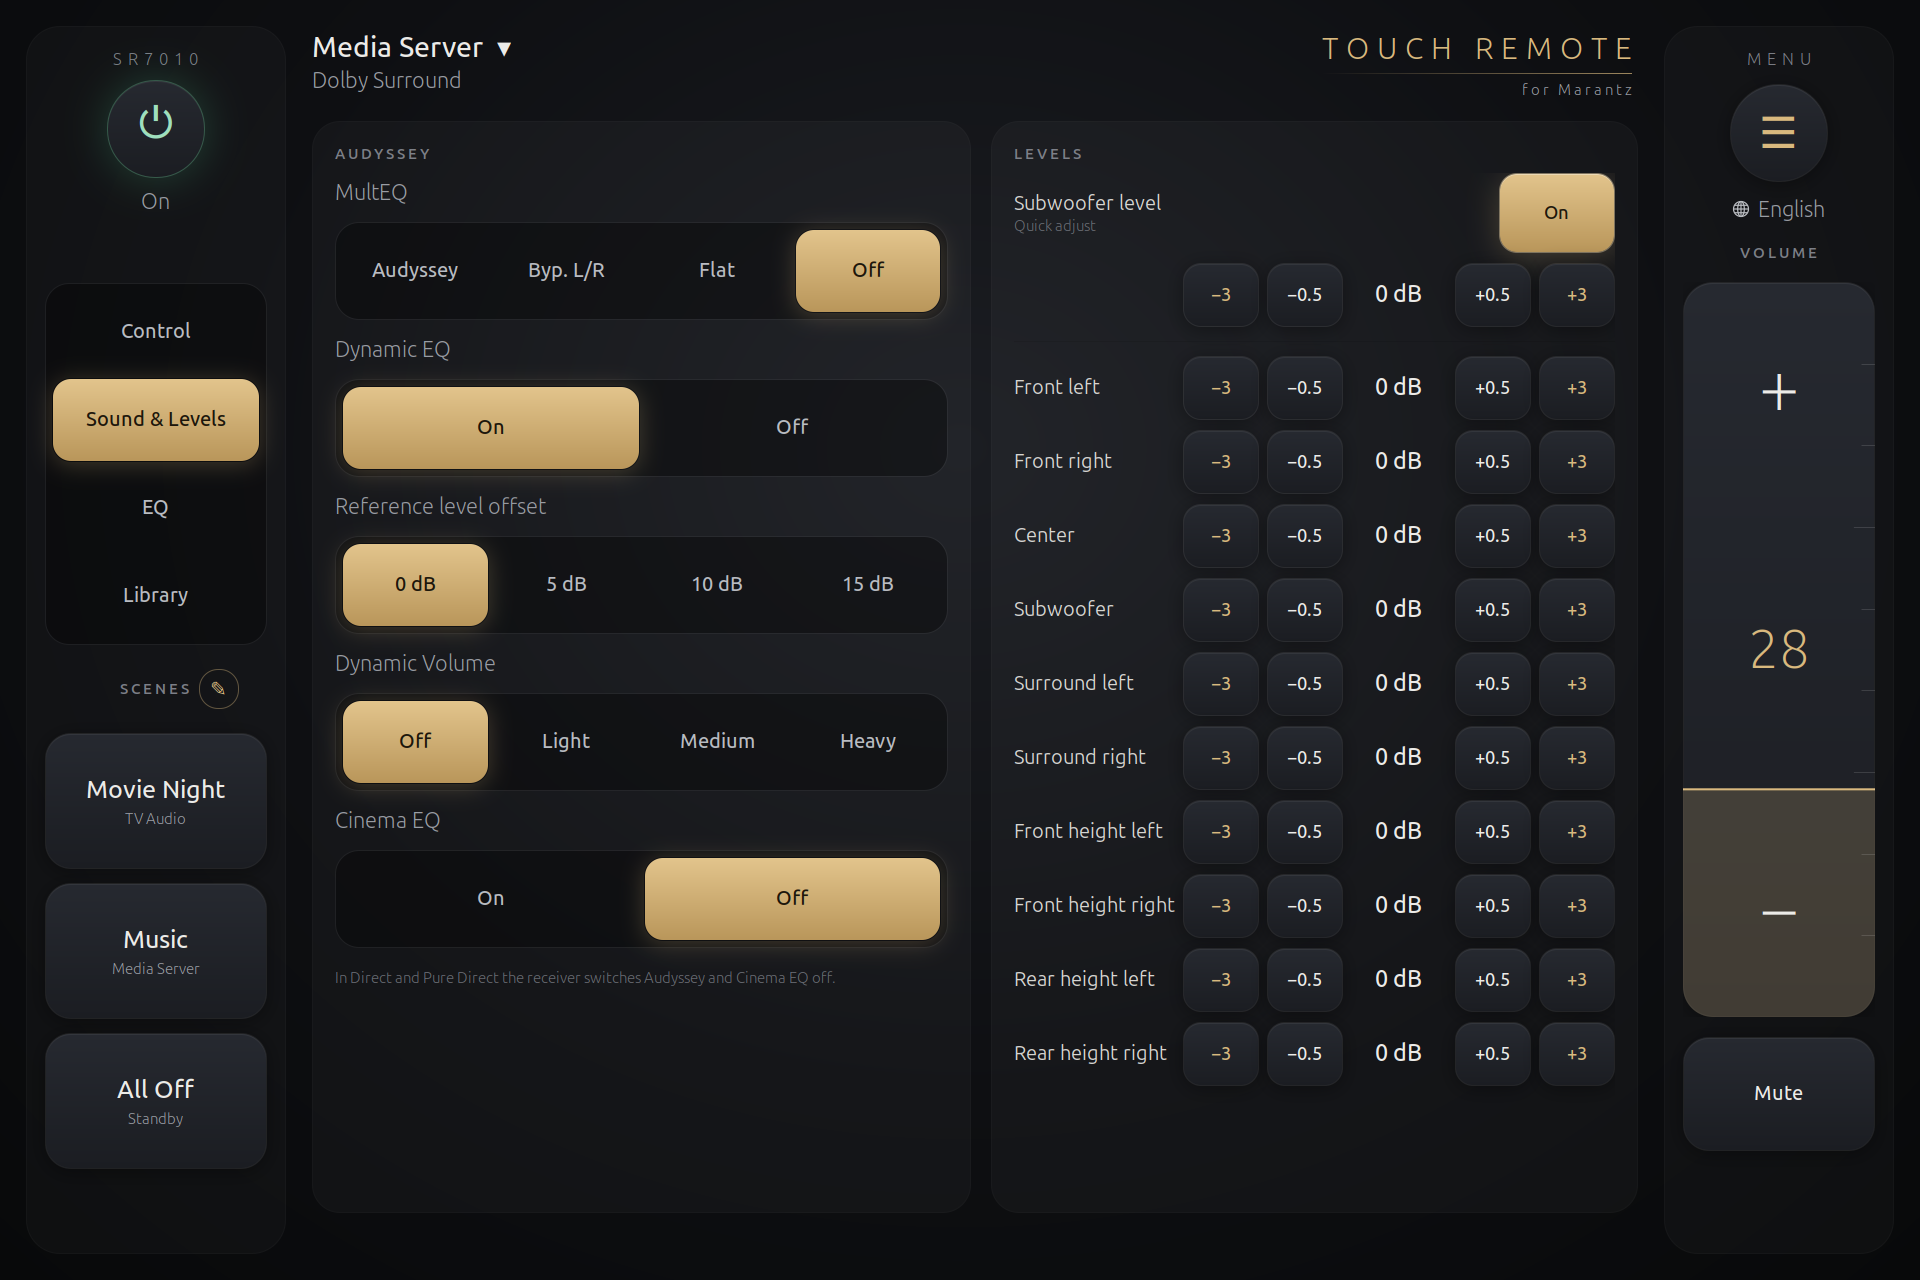 SR7010
On
Control
Sound & Levels
EQ
Library
SCENES ✎
Movie Night
TV Audio
Music
Media Server
All Off
Standby
Media Server ▼
Dolby Surround
TOUCH REMOTE
for Marantz
AUDYSSEY
MultEQ
Audyssey Byp. L/R Flat Off
Dynamic EQ
On Off
Reference level offset
0 dB 5 dB 10 dB 15 dB
Dynamic Volume
Off Light Medium Heavy
Cinema EQ
On Off
In Direct and Pure Direct the receiver switches Audyssey and Cinema EQ off.
LEVELS
Subwoofer level On
Quick adjust
−3 −0.5 0 dB +0.5 +3
Front left −3 −0.5 0 dB +0.5 +3
Front right −3 −0.5 0 dB +0.5 +3
Center −3 −0.5 0 dB +0.5 +3
Subwoofer −3 −0.5 0 dB +0.5 +3
Surround left −3 −0.5 0 dB +0.5 +3
Surround right −3 −0.5 0 dB +0.5 +3
Front height left −3 −0.5 0 dB +0.5 +3
Front height right −3 −0.5 0 dB +0.5 +3
Rear height left −3 −0.5 0 dB +0.5 +3
Rear height right −3 −0.5 0 dB +0.5 +3
MENU
English
VOLUME
+
28
−
Mute